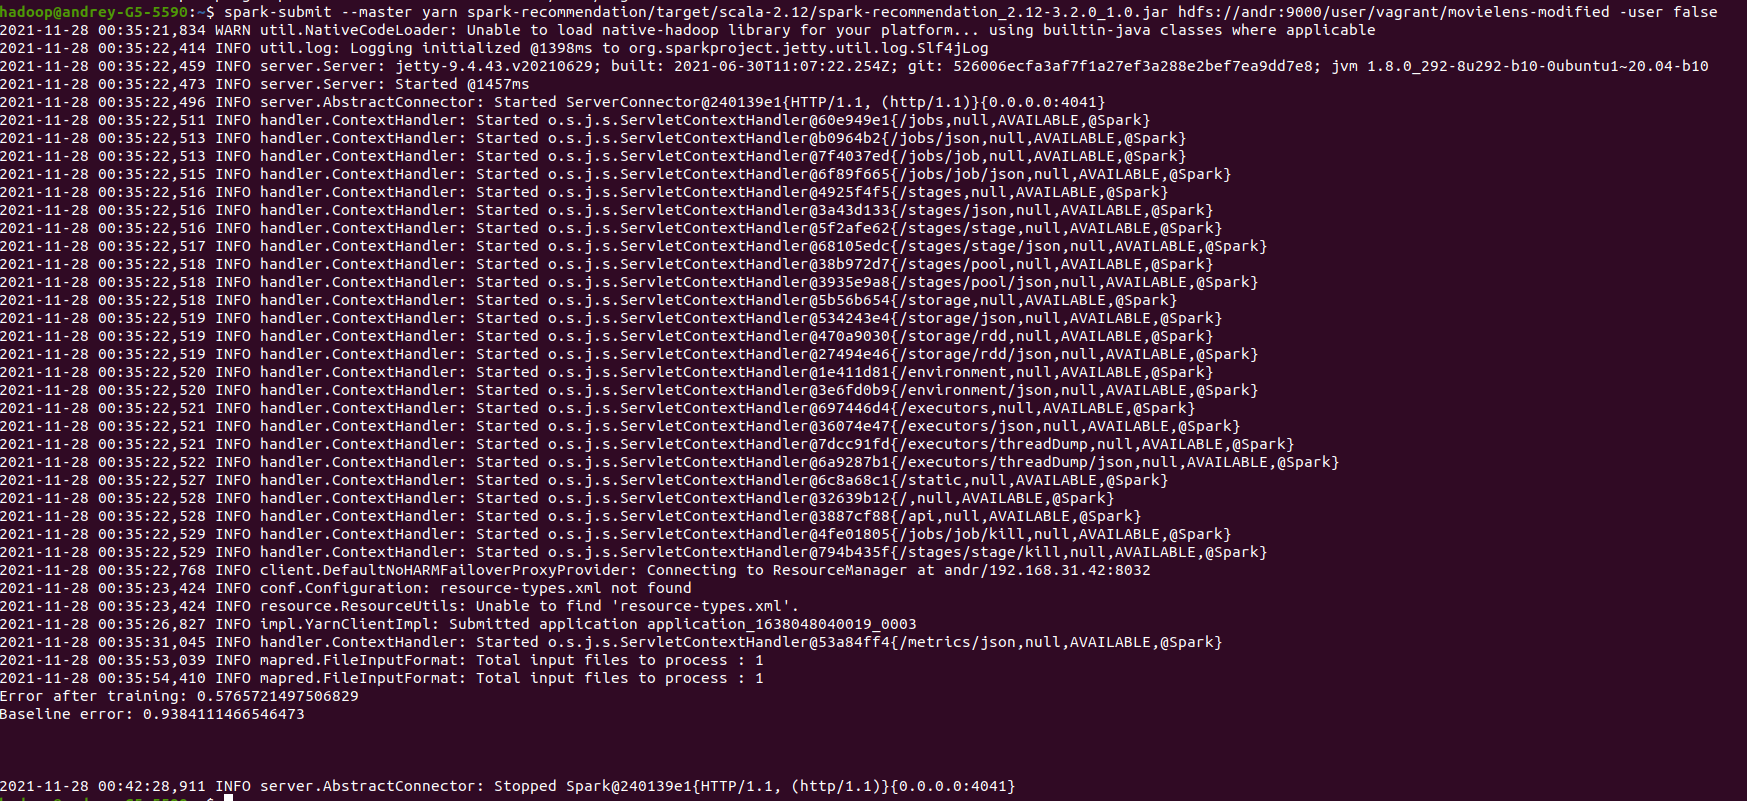 hadoop@andrey-G5-5590:~$ spark-submit --master yarn spark-recommendation/target/scala-2.12/spark-recommendation_2.12-3.2.0_1.0.jar hdfs://andr:9000/user/vagrant/movielens-modified -user false
2021-11-28 00:35:21,834 WARN util.NativeCodeLoader: Unable to load native-hadoop library for your platform... using builtin-java classes where applicable
2021-11-28 00:35:22,414 INFO util.log: Logging initialized @1398ms to org.sparkproject.jetty.util.log.Slf4jLog
2021-11-28 00:35:22,459 INFO server.Server: jetty-9.4.43.v20210629; built: 2021-06-30T11:07:22.254Z; git: 526006ecfa3af7f1a27ef3a288e2bef7ea9dd7e8; jvm 1.8.0_292-8u292-b10-0ubuntu1~20.04-b10
2021-11-28 00:35:22,473 INFO server.Server: Started @1457ms
2021-11-28 00:35:22,496 INFO server.AbstractConnector: Started ServerConnector@240139e1{HTTP/1.1, (http/1.1)}{0.0.0.0:4041}
2021-11-28 00:35:22,511 INFO handler.ContextHandler: Started o.s.j.s.ServletContextHandler@60e949e1{/jobs,null,AVAILABLE,@Spark}
2021-11-28 00:35:22,513 INFO handler.ContextHandler: Started o.s.j.s.ServletContextHandler@b0964b2{/jobs/json,null,AVAILABLE,@Spark}
2021-11-28 00:35:22,513 INFO handler.ContextHandler: Started o.s.j.s.ServletContextHandler@7f4037ed{/jobs/job,null,AVAILABLE,@Spark}
2021-11-28 00:35:22,515 INFO handler.ContextHandler: Started o.s.j.s.ServletContextHandler@6f89f665{/jobs/job/json,null,AVAILABLE,@Spark}
2021-11-28 00:35:22,516 INFO handler.ContextHandler: Started o.s.j.s.ServletContextHandler@4925f4f5{/stages,null,AVAILABLE,@Spark}
2021-11-28 00:35:22,516 INFO handler.ContextHandler: Started o.s.j.s.ServletContextHandler@3a43d133{/stages/json,null,AVAILABLE,@Spark}
2021-11-28 00:35:22,516 INFO handler.ContextHandler: Started o.s.j.s.ServletContextHandler@5f2afe62{/stages/stage,null,AVAILABLE,@Spark}
2021-11-28 00:35:22,517 INFO handler.ContextHandler: Started o.s.j.s.ServletContextHandler@68105edc{/stages/stage/json,null,AVAILABLE,@Spark}
2021-11-28 00:35:22,518 INFO handler.ContextHandler: Started o.s.j.s.ServletContextHandler@38b972d7{/stages/pool,null,AVAILABLE,@Spark}
2021-11-28 00:35:22,518 INFO handler.ContextHandler: Started o.s.j.s.ServletContextHandler@3935e9a8{/stages/pool/json,null,AVAILABLE,@Spark}
2021-11-28 00:35:22,518 INFO handler.ContextHandler: Started o.s.j.s.ServletContextHandler@5b56b654{/storage,null,AVAILABLE,@Spark}
2021-11-28 00:35:22,519 INFO handler.ContextHandler: Started o.s.j.s.ServletContextHandler@534243e4{/storage/json,null,AVAILABLE,@Spark}
2021-11-28 00:35:22,519 INFO handler.ContextHandler: Started o.s.j.s.ServletContextHandler@470a9030{/storage/rdd,null,AVAILABLE,@Spark}
2021-11-28 00:35:22,519 INFO handler.ContextHandler: Started o.s.j.s.ServletContextHandler@27494e46{/storage/rdd/json,null,AVAILABLE,@Spark}
2021-11-28 00:35:22,520 INFO handler.ContextHandler: Started o.s.j.s.ServletContextHandler@1e411d81{/environment,null,AVAILABLE,@Spark}
2021-11-28 00:35:22,520 INFO handler.ContextHandler: Started o.s.j.s.ServletContextHandler@3e6fd0b9{/environment/json,null,AVAILABLE,@Spark}
2021-11-28 00:35:22,521 INFO handler.ContextHandler: Started o.s.j.s.ServletContextHandler@697446d4{/executors,null,AVAILABLE,@Spark}
2021-11-28 00:35:22,521 INFO handler.ContextHandler: Started o.s.j.s.ServletContextHandler@36074e47{/executors/json,null,AVAILABLE,@Spark}
2021-11-28 00:35:22,521 INFO handler.ContextHandler: Started o.s.j.s.ServletContextHandler@7dcc91fd{/executors/threadDump,null,AVAILABLE,@Spark}
2021-11-28 00:35:22,522 INFO handler.ContextHandler: Started o.s.j.s.ServletContextHandler@6a9287b1{/executors/threadDump/json,null,AVAILABLE,@Spark}
2021-11-28 00:35:22,527 INFO handler.ContextHandler: Started o.s.j.s.ServletContextHandler@6c8a68c1{/static,null,AVAILABLE,@Spark}
2021-11-28 00:35:22,528 INFO handler.ContextHandler: Started o.s.j.s.ServletContextHandler@32639b12{/,null,AVAILABLE,@Spark}
2021-11-28 00:35:22,528 INFO handler.ContextHandler: Started o.s.j.s.ServletContextHandler@3887cf88{/api,null,AVAILABLE,@Spark}
2021-11-28 00:35:22,529 INFO handler.ContextHandler: Started o.s.j.s.ServletContextHandler@4fe01805{/jobs/job/kill,null,AVAILABLE,@Spark}
2021-11-28 00:35:22,529 INFO handler.ContextHandler: Started o.s.j.s.ServletContextHandler@794b435f{/stages/stage/kill,null,AVAILABLE,@Spark}
2021-11-28 00:35:22,768 INFO client.DefaultNoHARMFailoverProxyProvider: Connecting to ResourceManager at andr/192.168.31.42:8032
2021-11-28 00:35:23,424 INFO conf.Configuration: resource-types.xml not found
2021-11-28 00:35:23,424 INFO resource.ResourceUtils: Unable to find 'resource-types.xml'.
2021-11-28 00:35:26,827 INFO impl.YarnClientImpl: Submitted application application_1638048040019_0003
2021-11-28 00:35:31,045 INFO handler.ContextHandler: Started o.s.j.s.ServletContextHandler@53a84ff4{/metrics/json,null,AVAILABLE,@Spark}
2021-11-28 00:35:53,039 INFO mapred.FileInputFormat: Total input files to process : 1
2021-11-28 00:35:54,410 INFO mapred.FileInputFormat: Total input files to process : 1
Error after training: 0.5765721497506829
Baseline error: 0.9384111466546473
2021-11-28 00:42:28,911 INFO server.AbstractConnector: Stopped Spark@240139e1{HTTP/1.1, (http/1.1)}{0.0.0.0:4041}